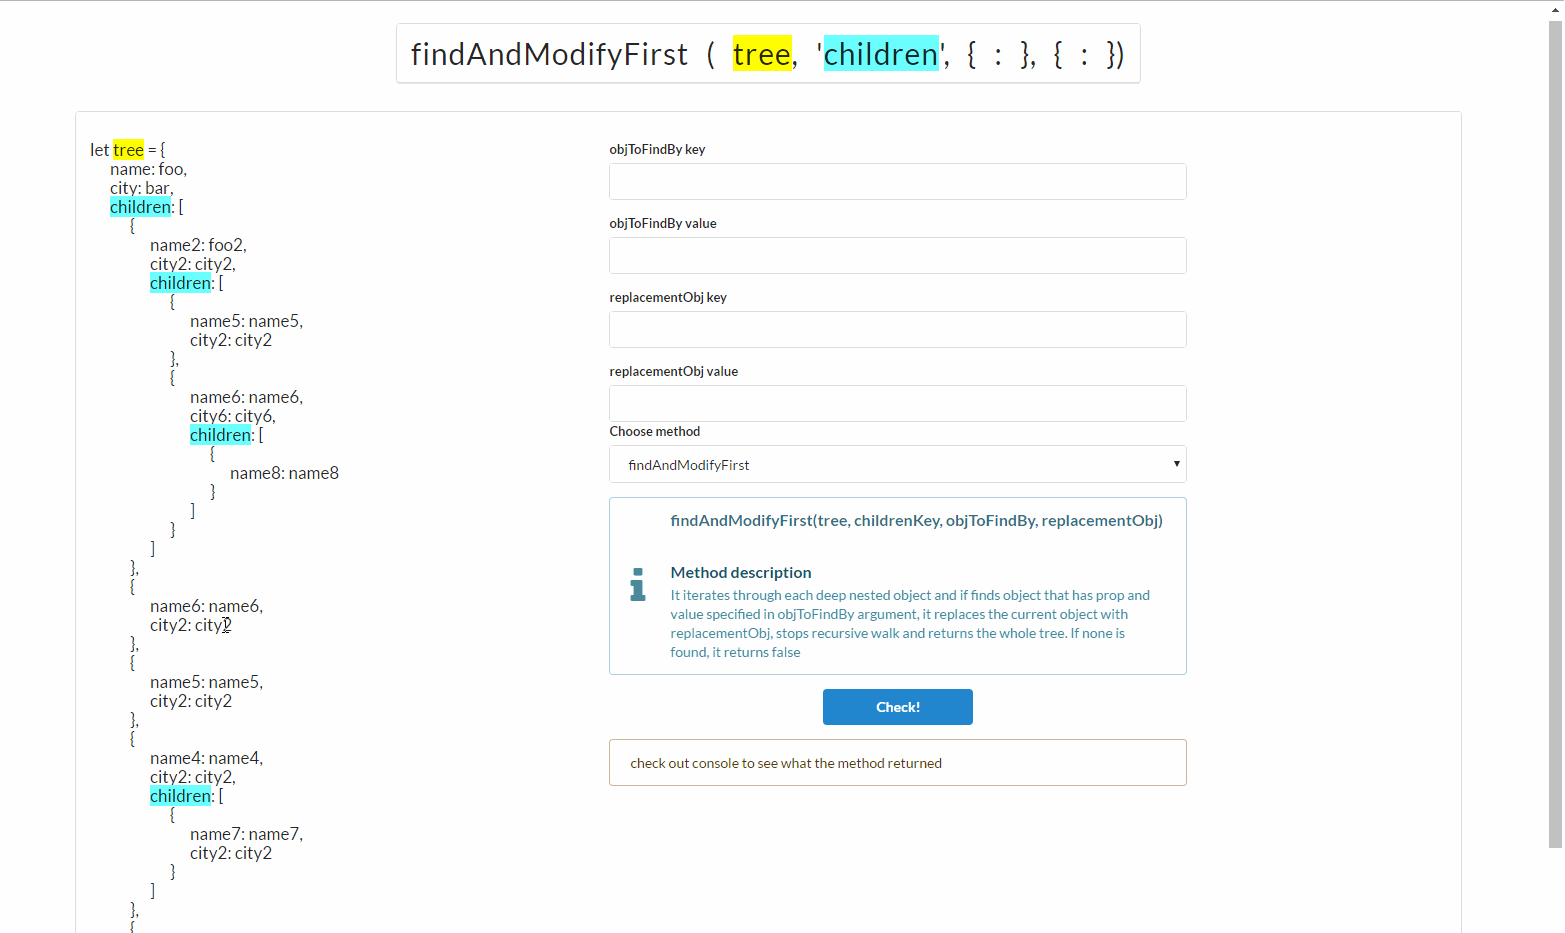 findAndModifyFirst ( tree, 'children', { : }, { : })
let tree = {
name: foo,
city: bar,
children: [
{
name2: foo2,
city2: city2,
children: [
{
name5: name5,
city2: city2
},
{
name6: name6,
city6: city6,
children: [
{
name8: name8
}
]
}
]
},
{
name6: name6,
city2: city2
},
{
name5: name5,
city2: city2
},
{
name4: name4,
city2: city2,
children: [
{
name7: name7,
city2: city2
}
]
},
{
objToFindBy key
objToFindBy value
replacementObj key
replacementObj value
Choose method
findAndModifyFirst
findAndModifyFirst(tree, childrenKey, objToFindBy, replacementObj)
Method description
It iterates through each deep nested object and if finds object that has prop and
value specified in objToFindBy argument, it replaces the current object with
replacementObj, stops recursive walk and returns the whole tree. If none is
found, it returns false
Check!
check out console to see what the method returned